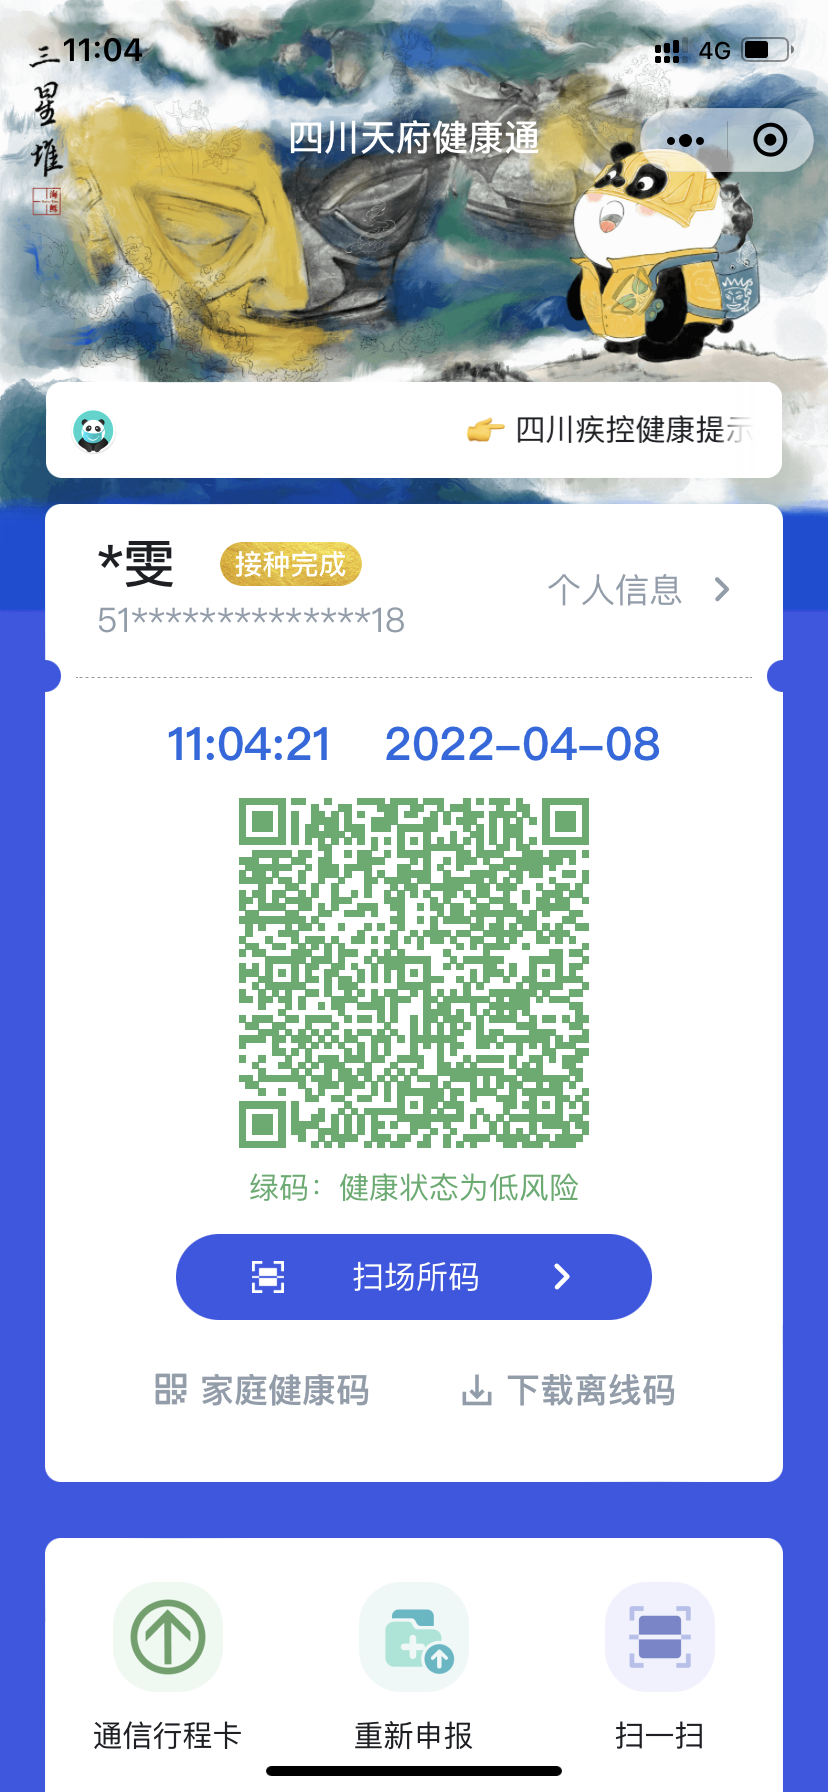 11:04
4G
三星堆
四川天府健康通
👉 四川疾控健康提示
*雯
接种完成
51**************18
个人信息
11:04:21 2022-04-08
绿码：健康状态为低风险
扫场所码
家庭健康码
下载离线码
通信行程卡
重新申报
扫一扫